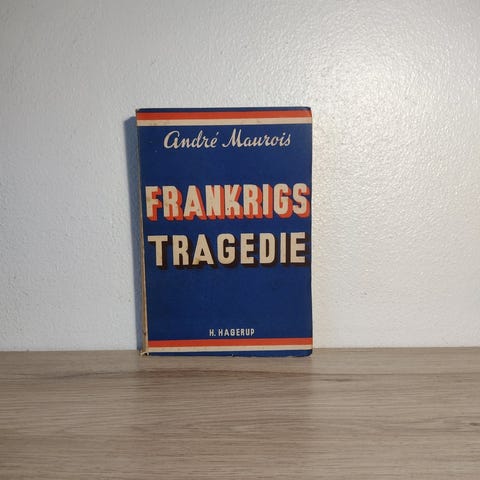 André Maurois
FRANKRIGS
TRAGEDIE
H. HAGERUP